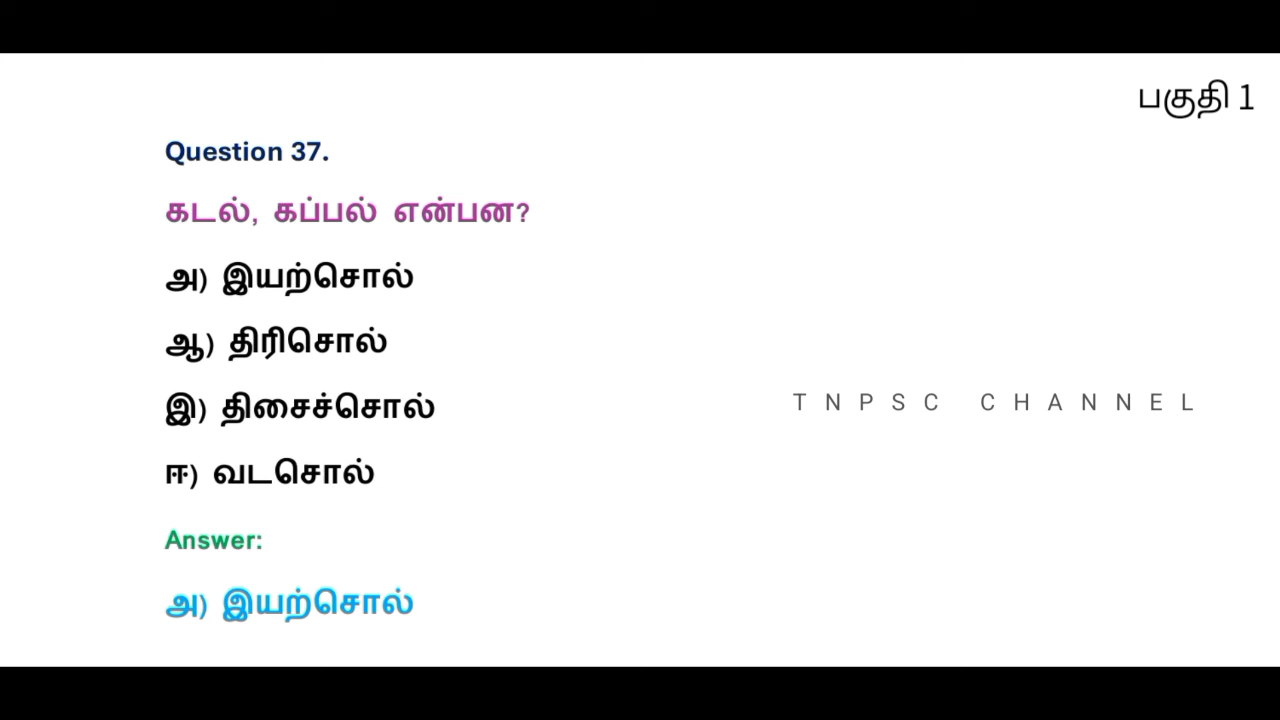 பகுதி 1
Question 37.
கடல், கப்பல் என்பன?
அ) இயற்சொல்
ஆ) திரிசொல்
இ) திசைச்சொல்
ஈ) வடசொல்
TNPSC CHANNEL
Answer:
அ) இயற்சொல்